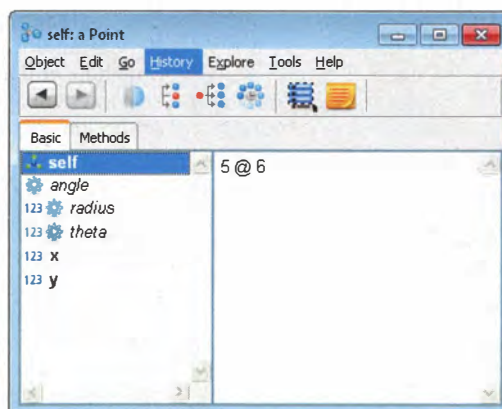 self: a Point
Object Edit Go History Explore Tools Help
Basic Methods
self
angle
123 radius
123 theta
123 x
123 y
5 @ 6